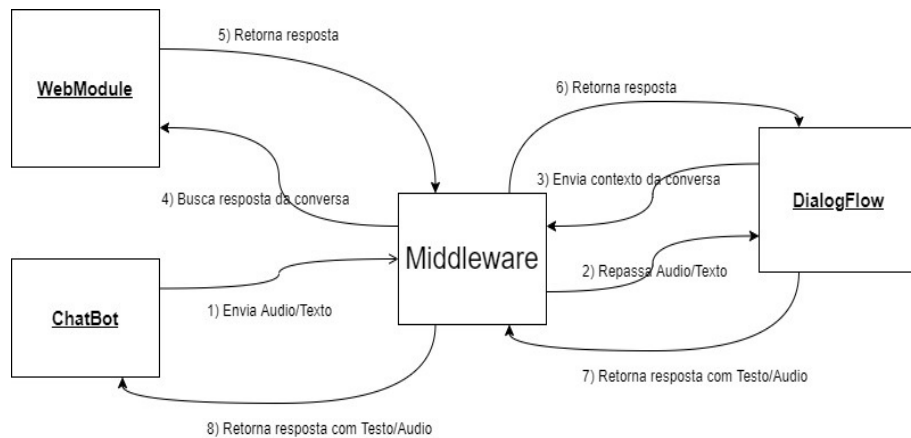 5) Retorna resposta
WebModule
6) Retorna resposta
4) Busca resposta da conversa
3) Envia contexto da conversa
DialogFlow
Middleware
2) Repassa Audio/Texto
1) Envia Audio/Texto
ChatBot
7) Retorna resposta com Testo/Audio
8) Retorna resposta com Testo/Audio